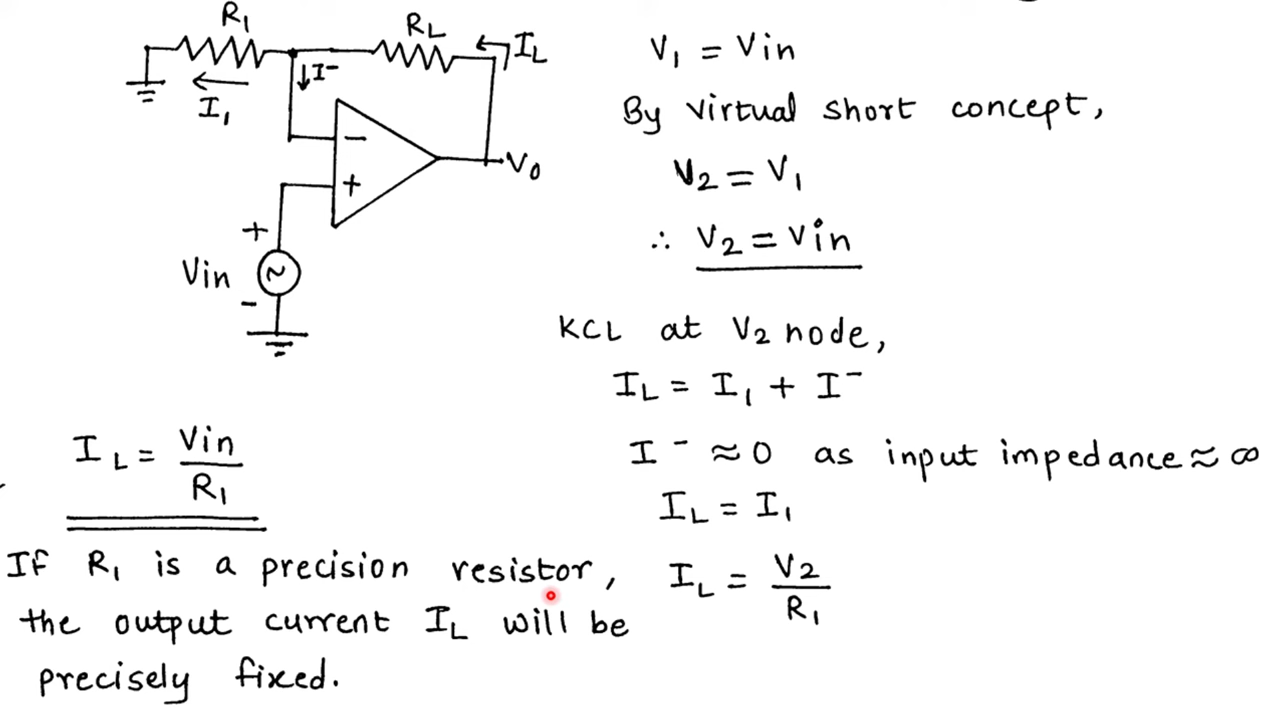 R1
RL
IL
I1
I⁻
−
+
V0
+
Vin
~
-
V1 = Vin
By virtual short concept,
V2 = V1
∴ V2 = Vin
KCL at V2 node,
IL = I1 + I⁻
I⁻ ≈ 0 as input impedance ≈ ∞
IL = I1
IL = V2/R1
IL = Vin/R1
If R1 is a precision resistor,
the output current IL will be
precisely fixed.